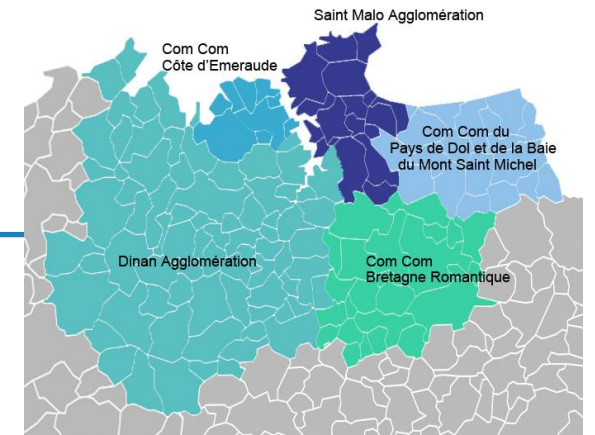 Saint Malo Agglomération
Com Com
Côte d'Emeraude
Com Com du
Pays de Dol et de la Baie
du Mont Saint Michel
Dinan Agglomération
Com Com
Bretagne Romantique